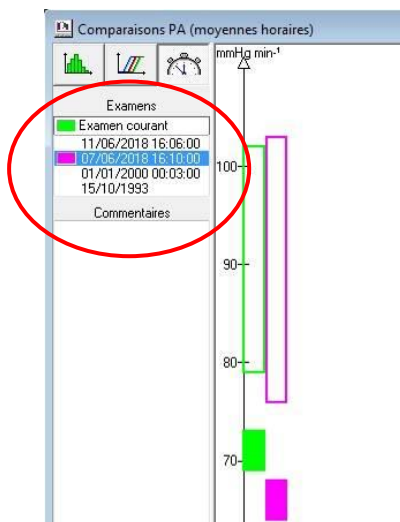 Comparaisons PA (moyennes horaires)
mmHg min-¹
Examens
Examen courant
11/06/2018 16:06:00
07/06/2018 16:10:00
01/01/2000 00:03:00
15/10/1993
Commentaires
100
90
80
70